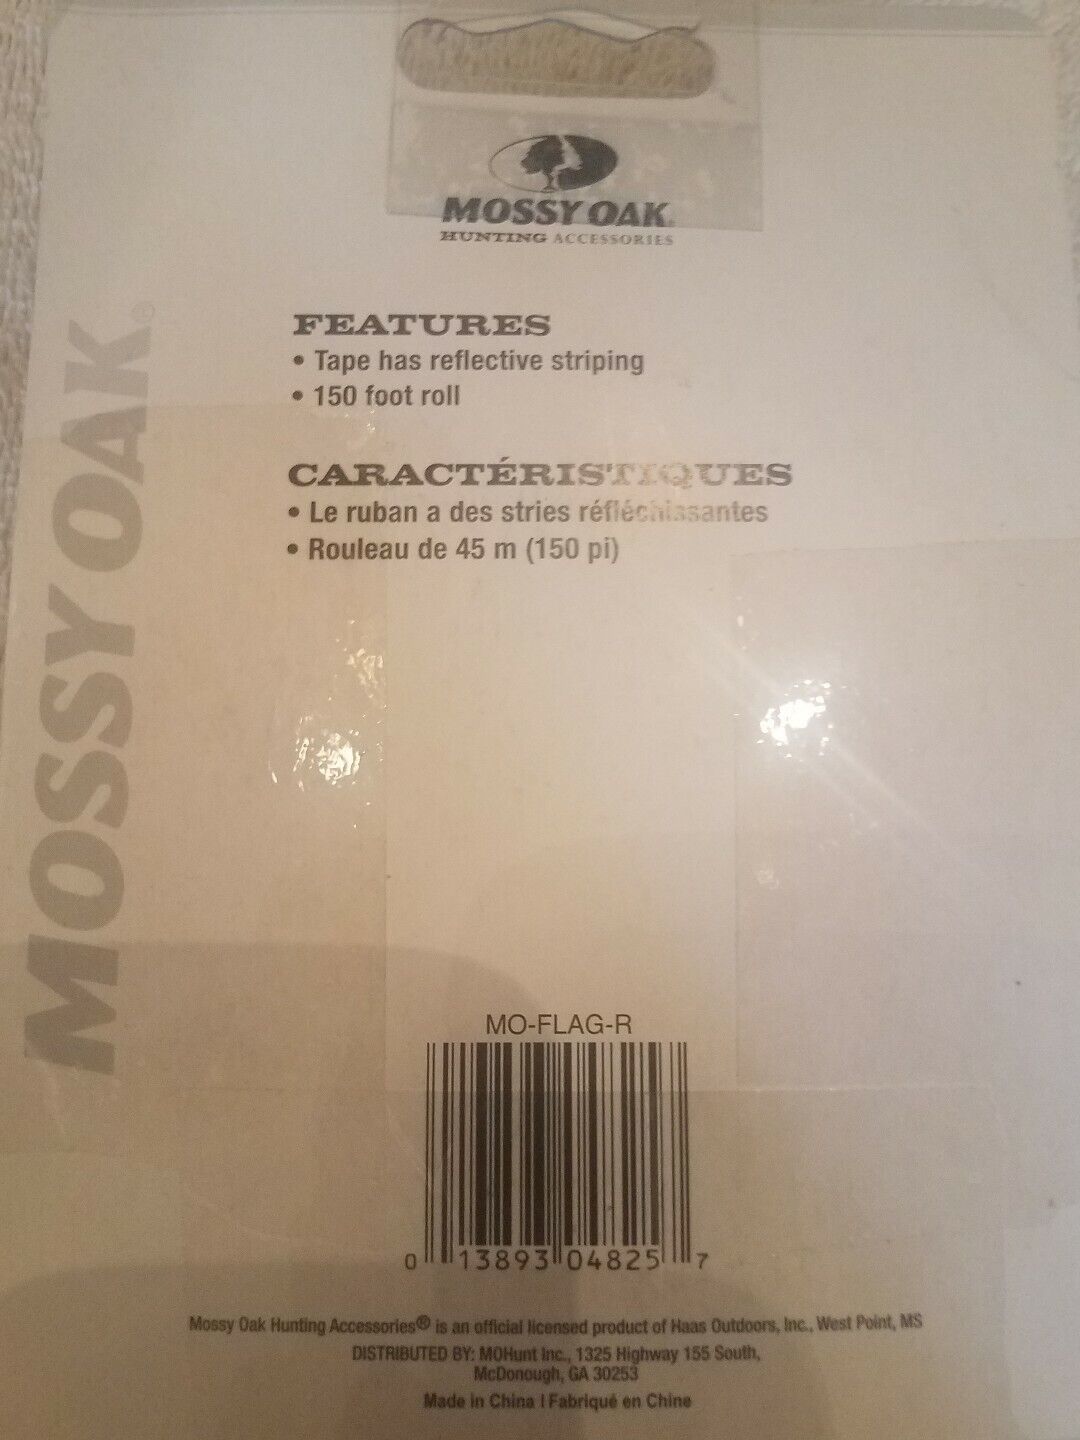 MOSSY OAK
HUNTING ACCESSORIES
MOSSY OAK®
FEATURES
• Tape has reflective striping
• 150 foot roll
CARACTÉRISTIQUES
• Le ruban a des stries réfléchissantes
• Rouleau de 45 m (150 pi)
MO-FLAG-R
0 13893 04825 7
Mossy Oak Hunting Accessories® is an official licensed product of Haas Outdoors, Inc., West Point, MS
DISTRIBUTED BY: MOHunt Inc., 1325 Highway 155 South,
McDonough, GA 30253
Made in China | Fabriqué en Chine